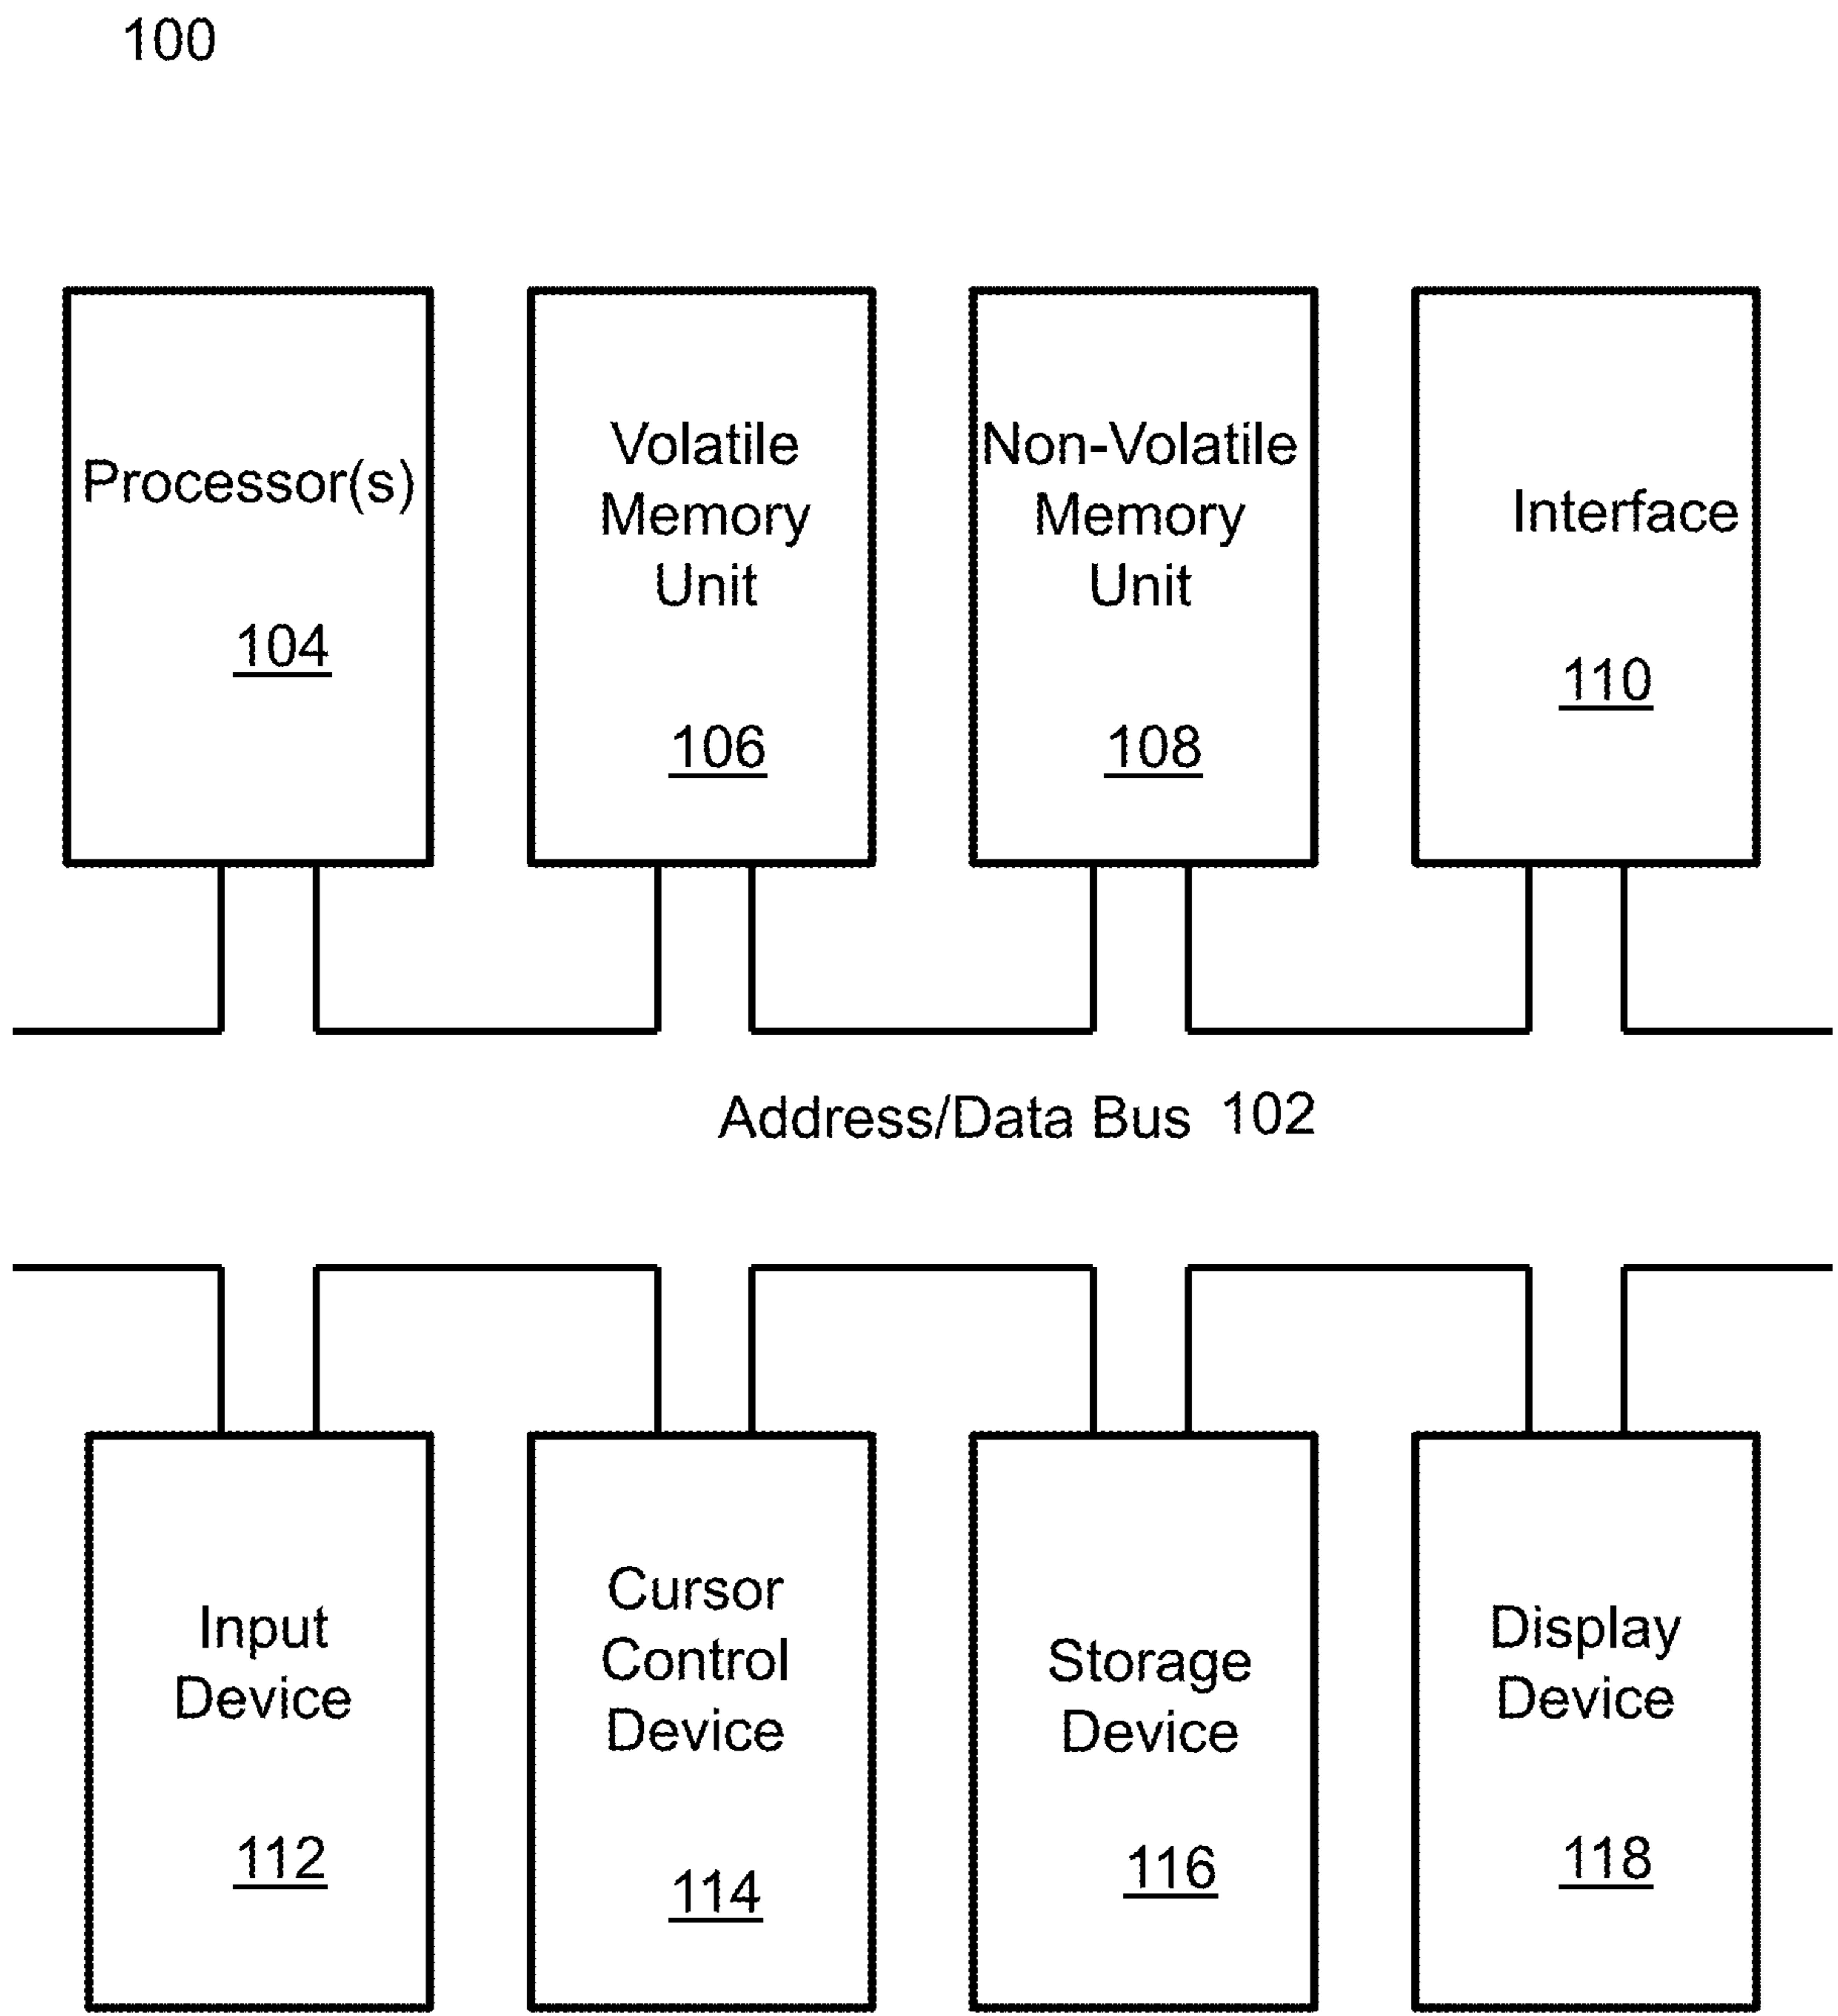 100
Processor(s)
104
Volatile
Memory
Unit
106
Non-Volatile
Memory
Unit
108
Interface
110
Address/Data Bus 102
Input
Device
112
Cursor
Control
Device
114
Storage
Device
116
Display
Device
118